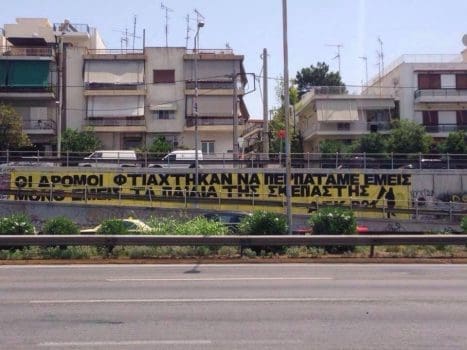 ΟΙ ΔΡΟΜΟΙ ΦΤΙΑΧΤΗΚΑΝ ΝΑ ΠΕΡΠΑΤΑΜΕ ΕΜΕΙΣ
ΜΟΝΟ ΕΜΕΙΣ ΤΑ ΠΑΙΔΙΑ ΤΗΣ ΣΚΕΠΑΣΤΗΣ